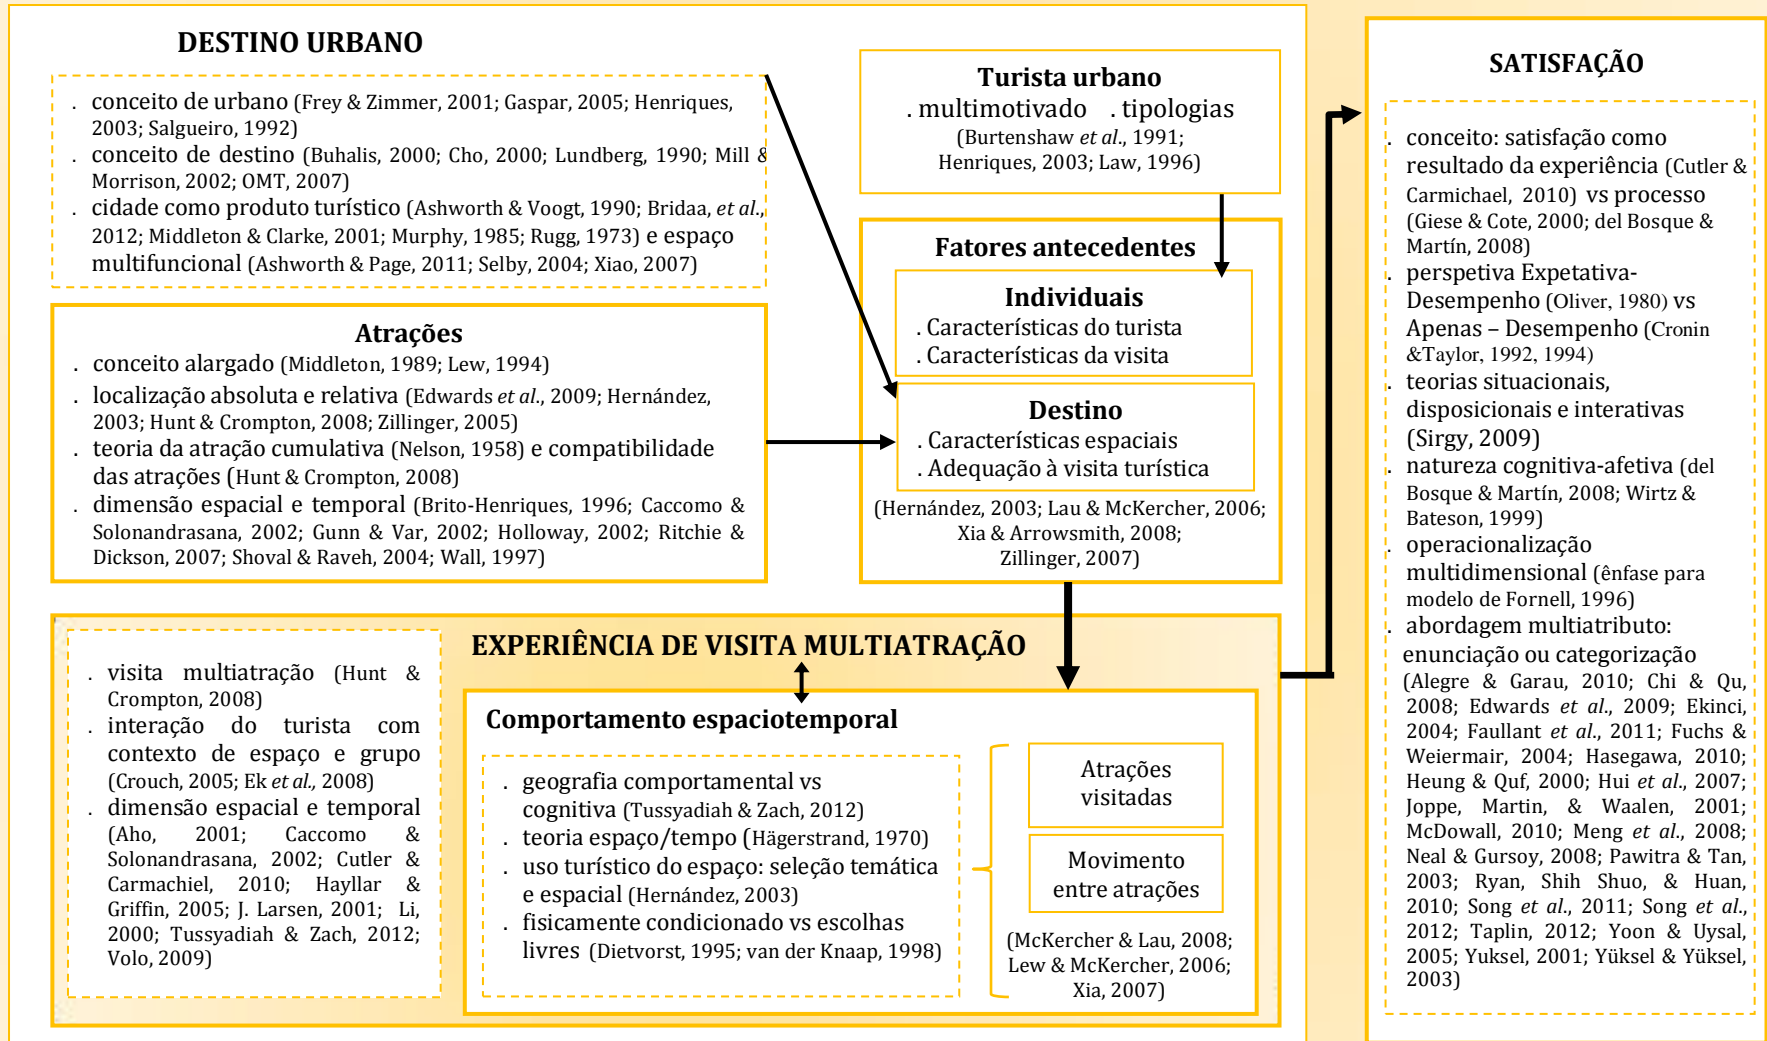 DESTINO URBANO
. conceito de urbano (Frey & Zimmer, 2001; Gaspar, 2005; Henriques,
2003; Salgueiro, 1992)
. conceito de destino (Buhalis, 2000; Cho, 2000; Lundberg, 1990; Mill &
Morrison, 2002; OMT, 2007)
. cidade como produto turístico (Ashworth & Voogt, 1990; Bridaa, et al.,
2012; Middleton & Clarke, 2001; Murphy, 1985; Rugg, 1973) e espaço
multifuncional (Ashworth & Page, 2011; Selby, 2004; Xiao, 2007)
Atrações
. conceito alargado (Middleton, 1989; Lew, 1994)
. localização absoluta e relativa (Edwards et al., 2009; Hernández,
2003; Hunt & Crompton, 2008; Zillinger, 2005)
. teoria da atração cumulativa (Nelson, 1958) e compatibilidade
das atrações (Hunt & Crompton, 2008)
. dimensão espacial e temporal (Brito-Henriques, 1996; Caccomo &
Solonandrasana, 2002; Gunn & Var, 2002; Holloway, 2002; Ritchie &
Dickson, 2007; Shoval & Raveh, 2004; Wall, 1997)
Turista urbano
. multimotivado . tipologias
(Burtenshaw et al., 1991;
Henriques, 2003; Law, 1996)
Fatores antecedentes
Individuais
. Características do turista
. Características da visita
Destino
. Características espaciais
. Adequação à visita turística
(Hernández, 2003; Lau & McKercher, 2006;
Xia & Arrowsmith, 2008;
Zillinger, 2007)
EXPERIÊNCIA DE VISITA MULTIATRAÇÃO
. visita multiatração (Hunt &
Crompton, 2008)
. interação do turista com
contexto de espaço e grupo
(Crouch, 2005; Ek et al., 2008)
. dimensão espacial e temporal
(Aho, 2001; Caccomo &
Solonandrasana, 2002; Cutler &
Carmachiel, 2010; Hayllar &
Griffin, 2005; J. Larsen, 2001; Li,
2000; Tussyadiah & Zach, 2012;
Volo, 2009)
Comportamento espaciotemporal
. geografia comportamental vs
cognitiva (Tussyadiah & Zach, 2012)
. teoria espaço/tempo (Hägerstrand, 1970)
. uso turístico do espaço: seleção temática
e espacial (Hernández, 2003)
. fisicamente condicionado vs escolhas
livres (Dietvorst, 1995; van der Knaap, 1998)
Atrações
visitadas
Movimento
entre atrações
(McKercher & Lau, 2008;
Lew & McKercher, 2006;
Xia, 2007)
SATISFAÇÃO
. conceito: satisfação como
resultado da experiência (Cutler &
Carmichael, 2010) vs processo
(Giese & Cote, 2000; del Bosque &
Martín, 2008)
. perspetiva Expetativa-
Desempenho (Oliver, 1980) vs
Apenas – Desempenho (Cronin
&Taylor, 1992, 1994)
. teorias situacionais,
disposicionais e interativas
(Sirgy, 2009)
. natureza cognitiva-afetiva (del
Bosque & Martín, 2008; Wirtz &
Bateson, 1999)
. operacionalização
multidimensional (ênfase para
modelo de Fornell, 1996)
. abordagem multiatributo:
enunciação ou categorização
(Alegre & Garau, 2010; Chi & Qu,
2008; Edwards et al., 2009; Ekinci,
2004; Faullant et al., 2011; Fuchs &
Weiermair, 2004; Hasegawa, 2010;
Heung & Quf, 2000; Hui et al., 2007;
Joppe, Martin, & Waalen, 2001;
McDowall, 2010; Meng et al., 2008;
Neal & Gursoy, 2008; Pawitra & Tan,
2003; Ryan, Shih Shuo, & Huan,
2010; Song et al., 2011; Song et al.,
2012; Taplin, 2012; Yoon & Uysal,
2005; Yuksel, 2001; Yüksel & Yüksel,
2003)